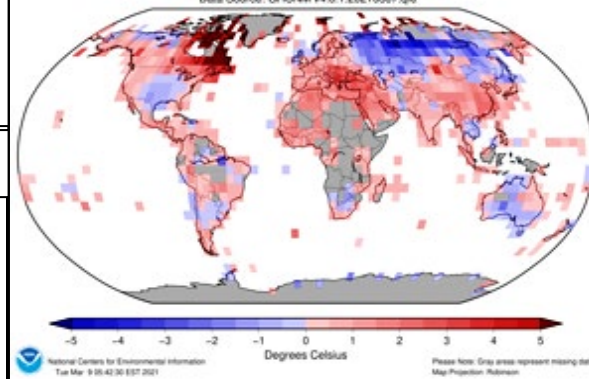 -5 -4 -3 -2 -1 0 1 2 3 4 5
Degrees Celsius
National Centers for Environmental Information
Tue Mar 9 05:42:30 EST 2021
Please Note: Gray areas represent missing dat
Map Projection: Robinson